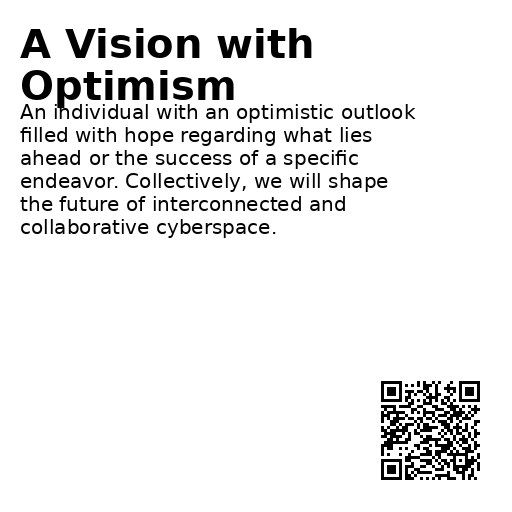 A Vision with
Optimism
An individual with an optimistic outlook
filled with hope regarding what lies
ahead or the success of a specific
endeavor. Collectively, we will shape
the future of interconnected and
collaborative cyberspace.